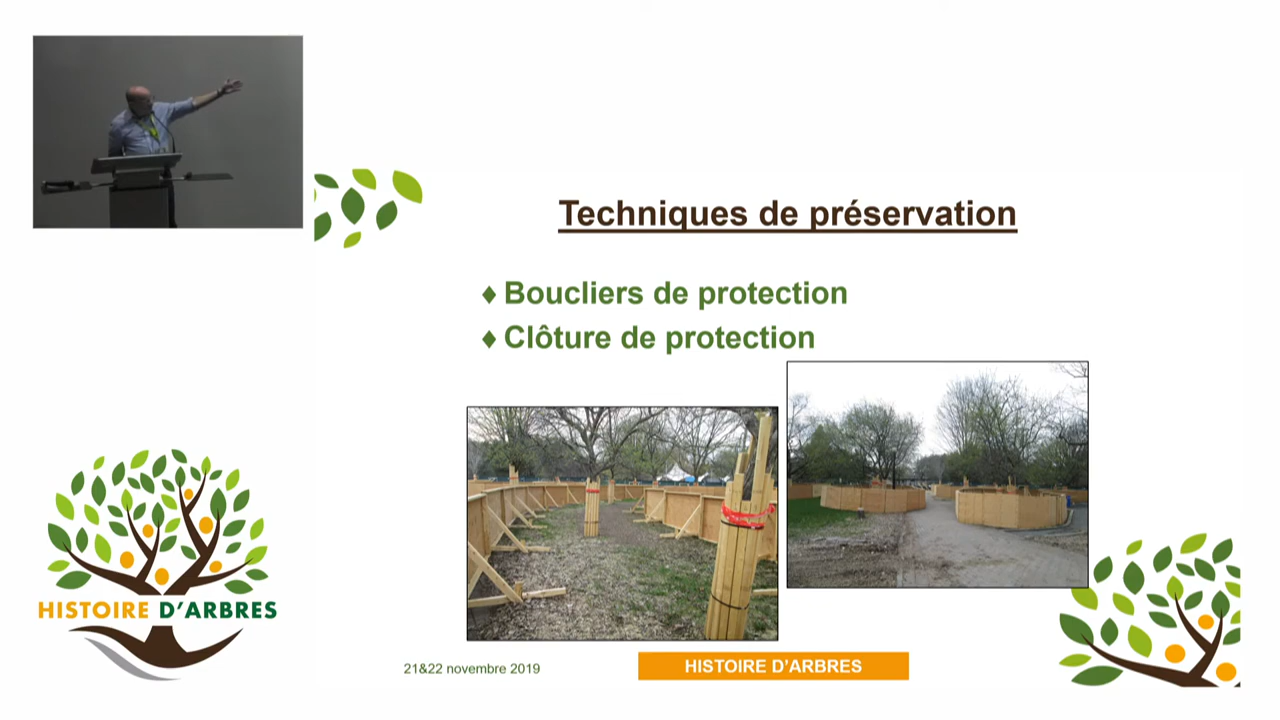 Techniques de préservation
♦ Boucliers de protection
♦ Clôture de protection
HISTOIRE D'ARBRES
21&22 novembre 2019
HISTOIRE D'ARBRES